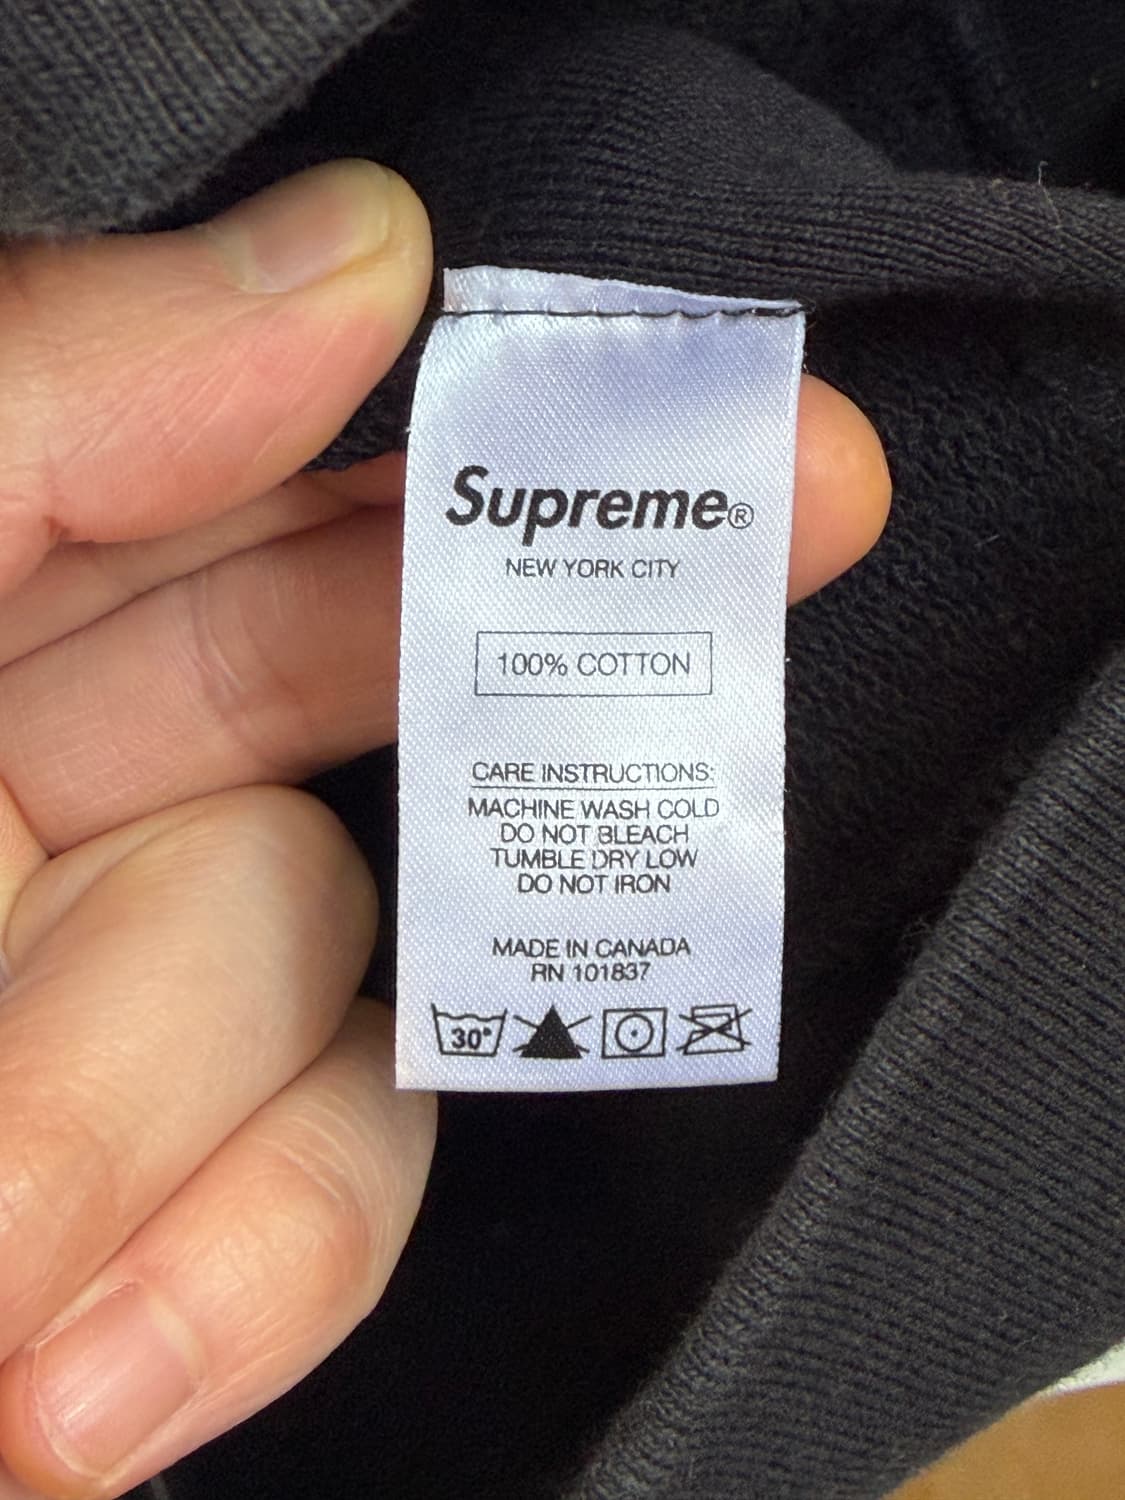 Supreme®
NEW YORK CITY
100% COTTON
CARE INSTRUCTIONS:
MACHINE WASH COLD
DO NOT BLEACH
TUMBLE DRY LOW
DO NOT IRON
MADE IN CANADA
RN 101837
30°